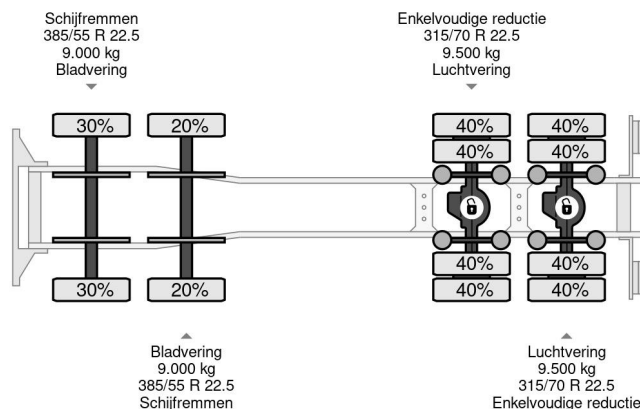 Schijfremmen
385/55 R 22.5
9.000 kg
Bladvering
Enkelvoudige reductie
315/70 R 22.5
9.500 kg
Luchtvering
30% 20% 40% 40%
40% 40%
40% 40%
30% 20% 40% 40%
Bladvering
9.000 kg
385/55 R 22.5
Schijfremmen
Luchtvering
9.500 kg
315/70 R 22.5
Enkelvoudige reductie